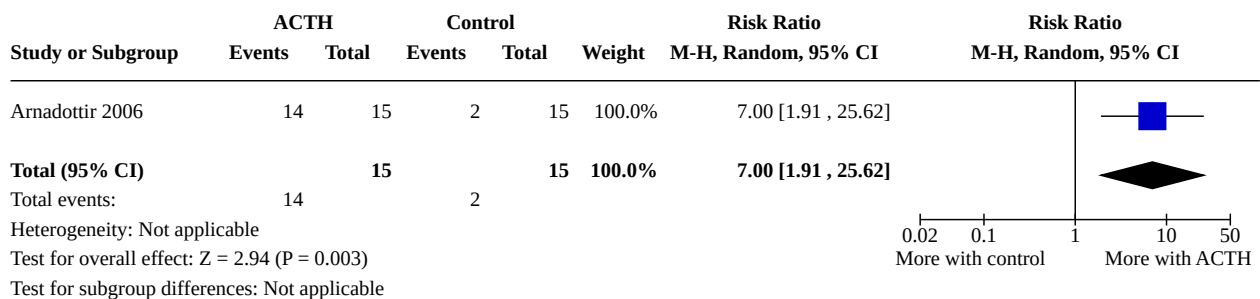 ACTH Control Risk Ratio Risk Ratio
Study or Subgroup Events Total Events Total Weight M-H, Random, 95% CI M-H, Random, 95% CI
Arnadottir 2006 14 15 2 15 100.0% 7.00 [1.91 , 25.62]
Total (95% CI) 15 15 100.0% 7.00 [1.91 , 25.62]
Total events: 14 2
Heterogeneity: Not applicable
0.02 0.1 1 10 50
Test for overall effect: Z = 2.94 (P = 0.003) More with control More with ACTH
Test for subgroup differences: Not applicable